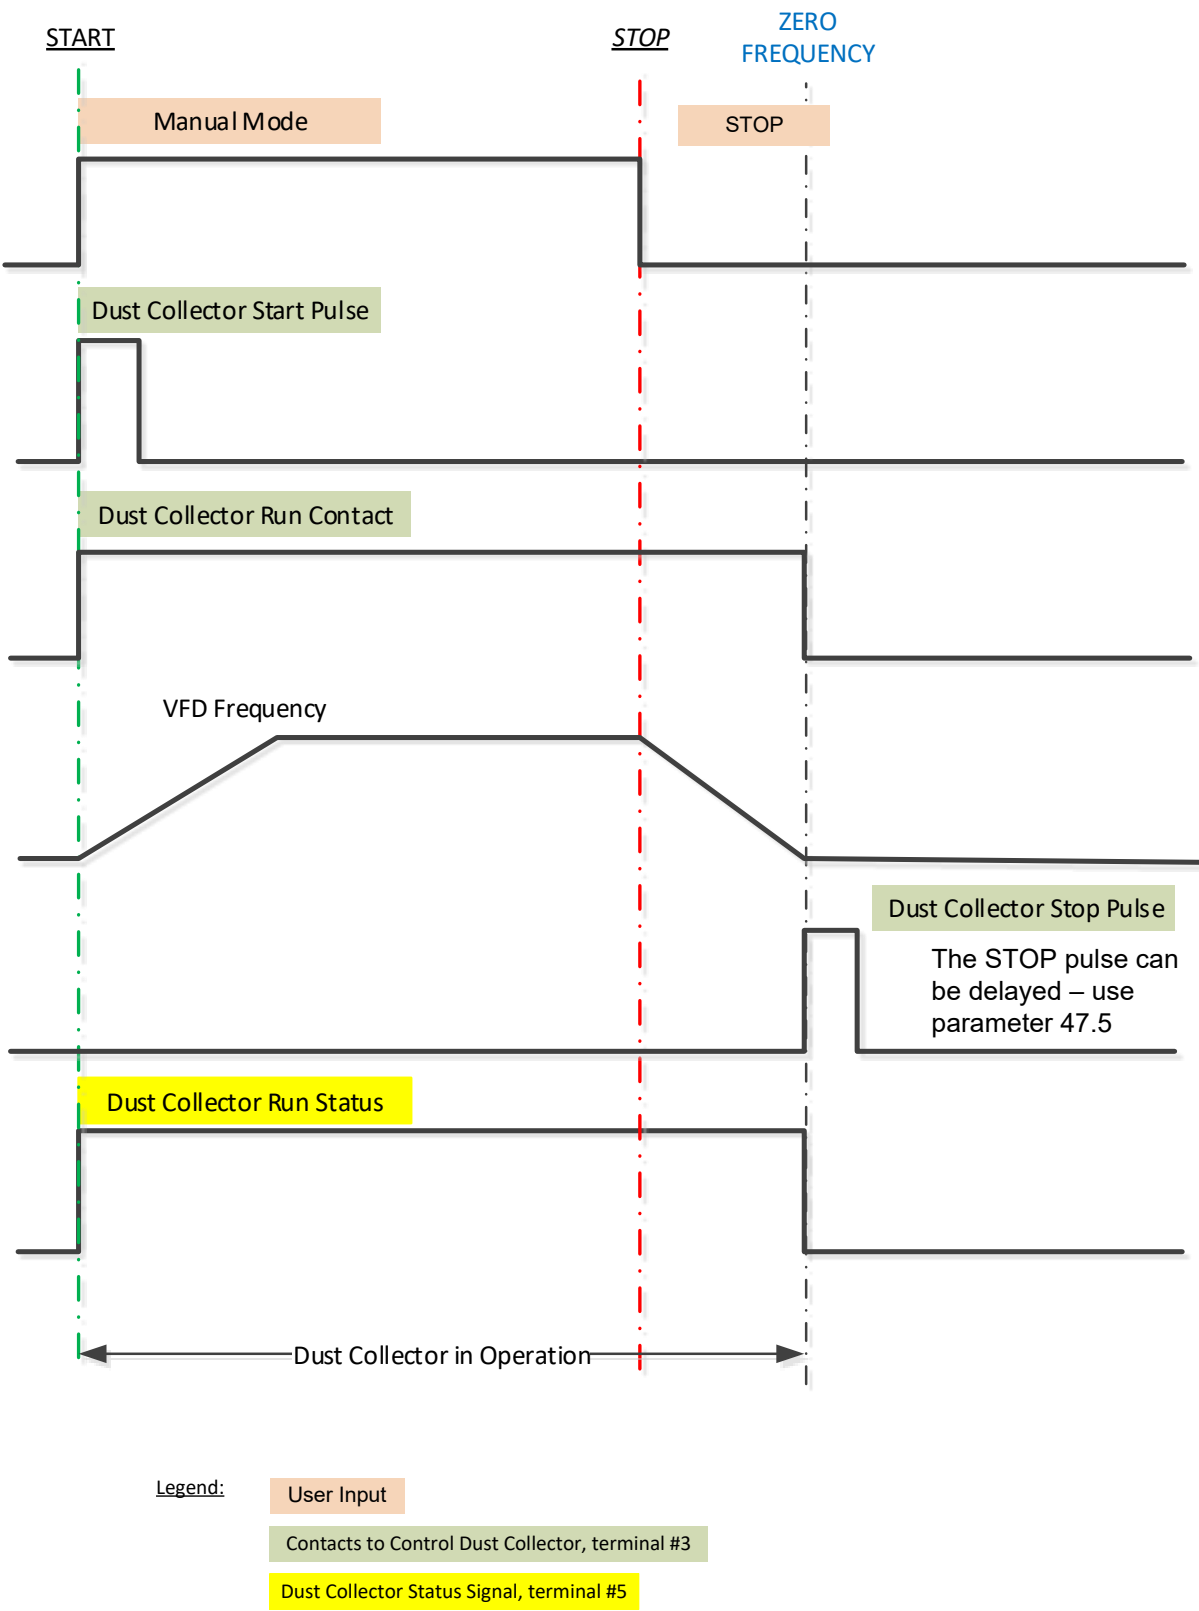 START
STOP
ZERO
FREQUENCY
Manual Mode
STOP
Dust Collector Start Pulse
Dust Collector Run Contact
VFD Frequency
Dust Collector Stop Pulse
The STOP pulse can
be delayed – use
parameter 47.5
Dust Collector Run Status
Dust Collector in Operation
Legend:
User Input
Contacts to Control Dust Collector, terminal #3
Dust Collector Status Signal, terminal #5